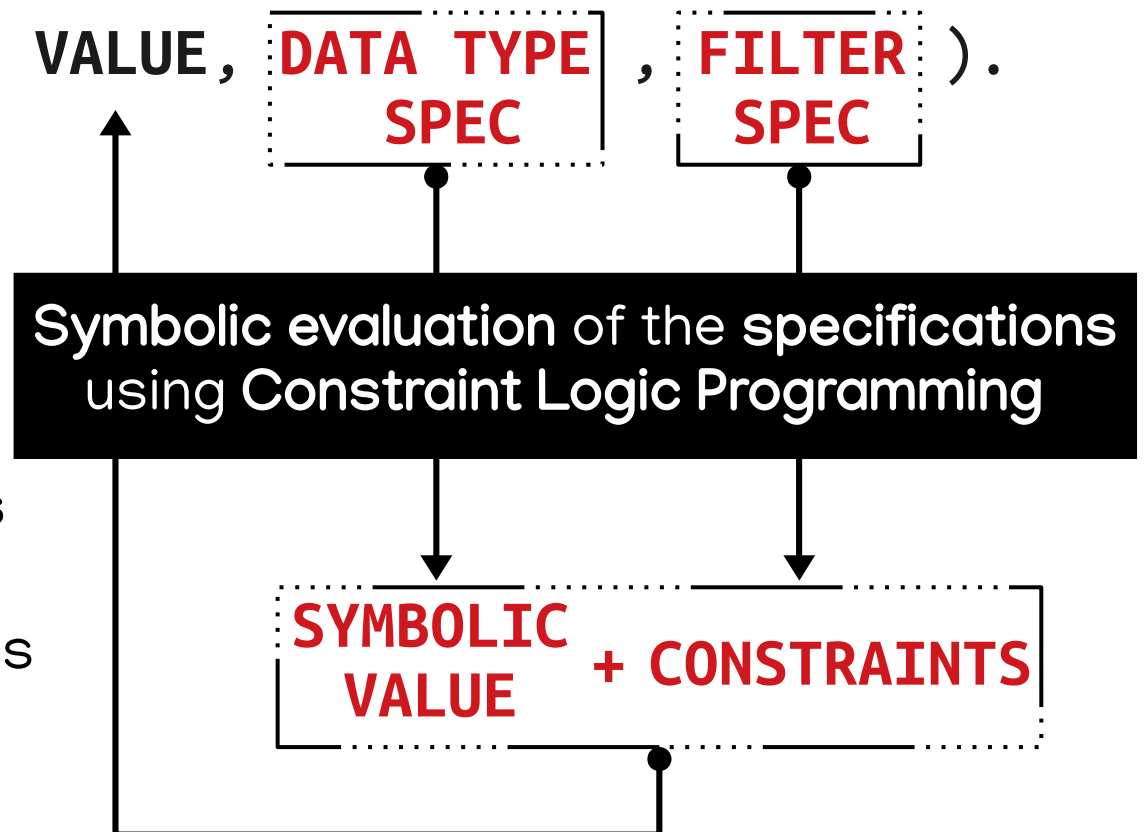 VALUE, DATA TYPE , FILTER ).
SPEC SPEC
Symbolic evaluation of the specifications
using Constraint Logic Programming
s
SYMBOLIC
+ CONSTRAINTS
s
VALUE